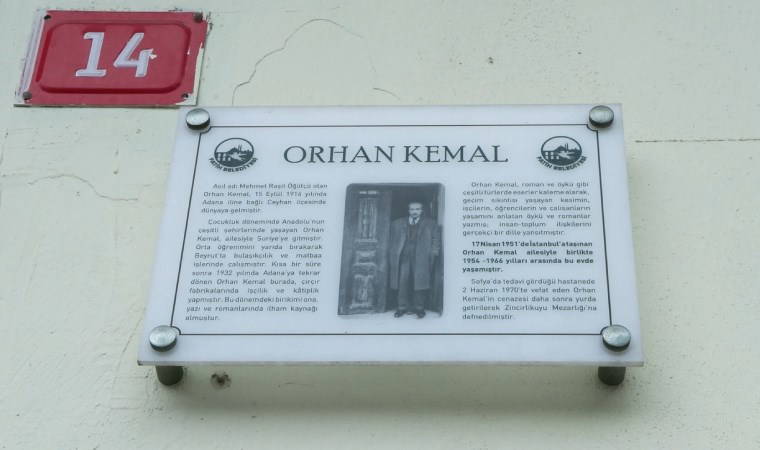 14
ORHAN KEMAL
FATİH BELEDİYESİ
FATİH BELEDİYESİ
Asıl adı Mehmet Raşit Öğütçü olan
Orhan Kemal, 15 Eylül 1914 yılında
Adana iline bağlı Ceyhan ilçesinde
dünyaya gelmiştir.
Çocukluk döneminde Anadolu'nun
çeşitli şehirlerinde yaşayan Orhan
Kemal, ailesiyle Suriye'ye gitmiştir.
Orta öğrenimini yarıda bırakarak
Beyrut'ta bulaşıkçılık ve matbaa
işlerinde çalışmıştır. Kısa bir süre
sonra 1932 yılında Adana'ya tekrar
dönen Orhan Kemal burada, çırçır
fabrikalarında işçilik ve kâtiplik
yapmıştır. Bu dönemdeki birikimi ona,
yazı ve romanlarında ilham kaynağı
olmuştur.
Orhan Kemal, roman ve öykü gibi
çeşitli türlerde eserler kaleme alarak,
geçim sıkıntısı yaşayan kesimin,
işçilerin, öğrencilerin ve çalışanların
yaşamını anlatan öykü ve romanlar
yazmış; insan-toplum ilişkilerini
gerçekçi bir dille yansıtmıştır.
17 Nisan 1951'de İstanbul'a taşınan
Orhan Kemal ailesiyle birlikte
1954 -1966 yılları arasında bu evde
yaşamıştır.
Sofya'da tedavi gördüğü hastanede
2 Haziran 1970'te vefat eden Orhan
Kemal'in cenazesi daha sonra yurda
getirilerek Zincirlikuyu Mezarlığı'na
defnedilmiştir.